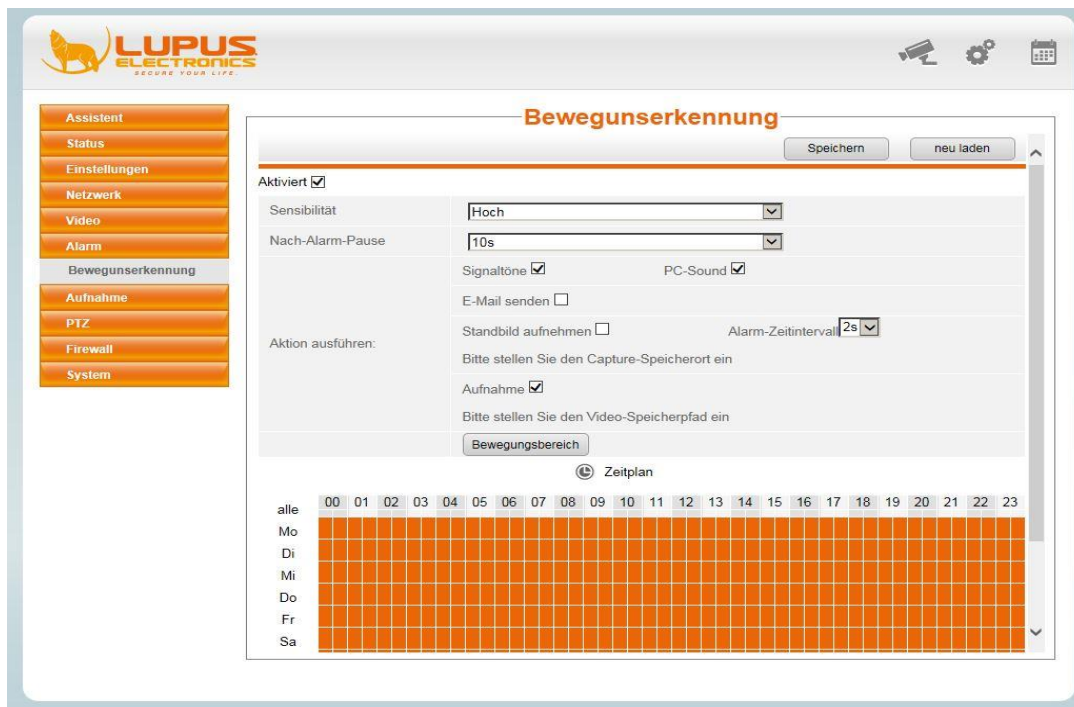 LUPUS
ELECTRONICS
SECURE YOUR LIFE.
Assistent
Status
Einstellungen
Netzwerk
Video
Alarm
Bewegunserkennung
Aufnahme
PTZ
Firewall
System
Bewegunserkennung
Speichern neu laden
Aktiviert
Sensibilität Hoch
Nach-Alarm-Pause 10s
Aktion ausführen:
Signaltöne PC-Sound
E-Mail senden
Standbild aufnehmen Alarm-Zeitintervall 2s
Bitte stellen Sie den Capture-Speicherort ein
Aufnahme
Bitte stellen Sie den Video-Speicherpfad ein
Bewegungsbereich
Zeitplan
alle 00 01 02 03 04 05 06 07 08 09 10 11 12 13 14 15 16 17 18 19 20 21 22 23
Mo
Di
Mi
Do
Fr
Sa